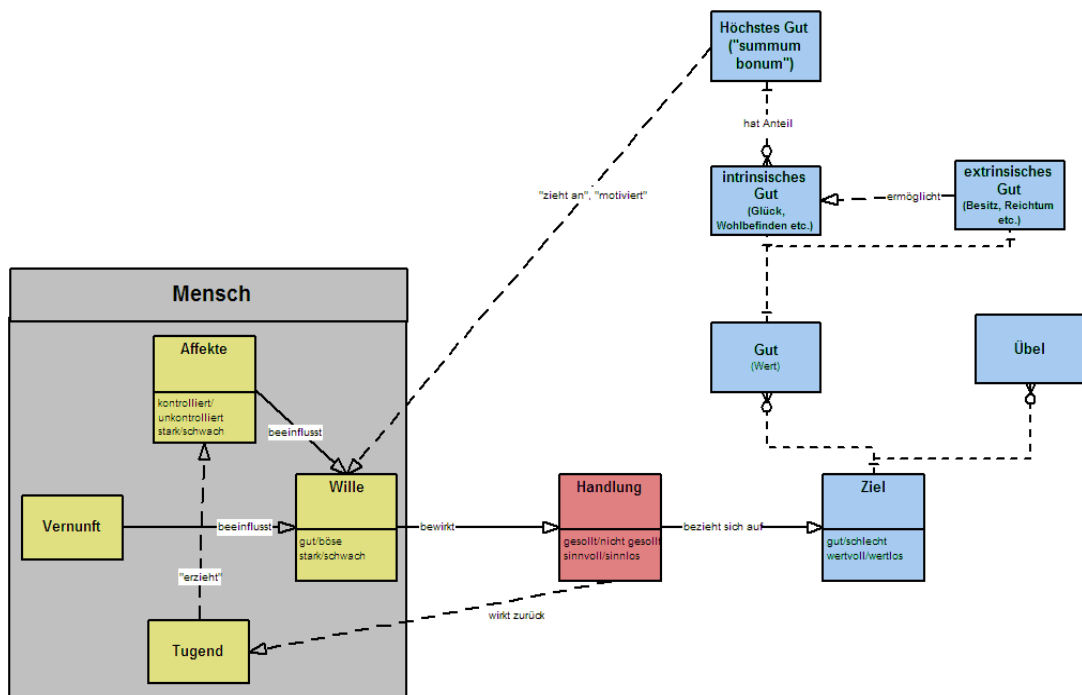 Höchstes Gut
("summum
bonum")
hat Anteil
"zieht an", "motiviert"
intrinsisches
Gut
(Glück,
Wohlbefinden etc.)
ermöglicht
extrinsisches
Gut
(Besitz, Reichtum
etc.)
Mensch
Affekte
kontrolliert/
unkontrolliert
stark/schwach
beeinflusst
Gut
(Wert)
Übel
Vernunft
beeinflusst
Wille
gut/böse
stark/schwach
bewirkt
Handlung
gesollt/nicht gesollt
sinnvoll/sinnlos
bezieht sich auf
Ziel
gut/schlecht
wertvoll/wertlos
"erzieht"
wirkt zurück
Tugend